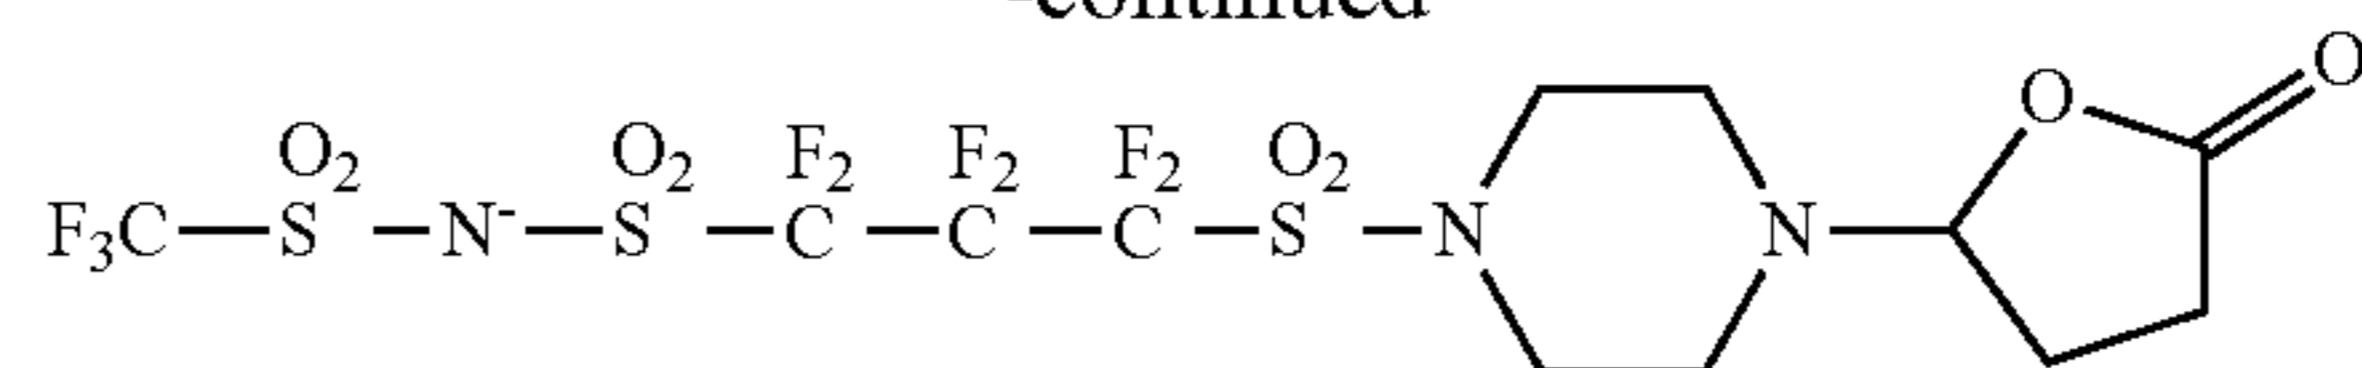 -continued
O2 O2 F2 F2 F2 O2 O O
F3C—S—N-—S—C—C—C—S—N N